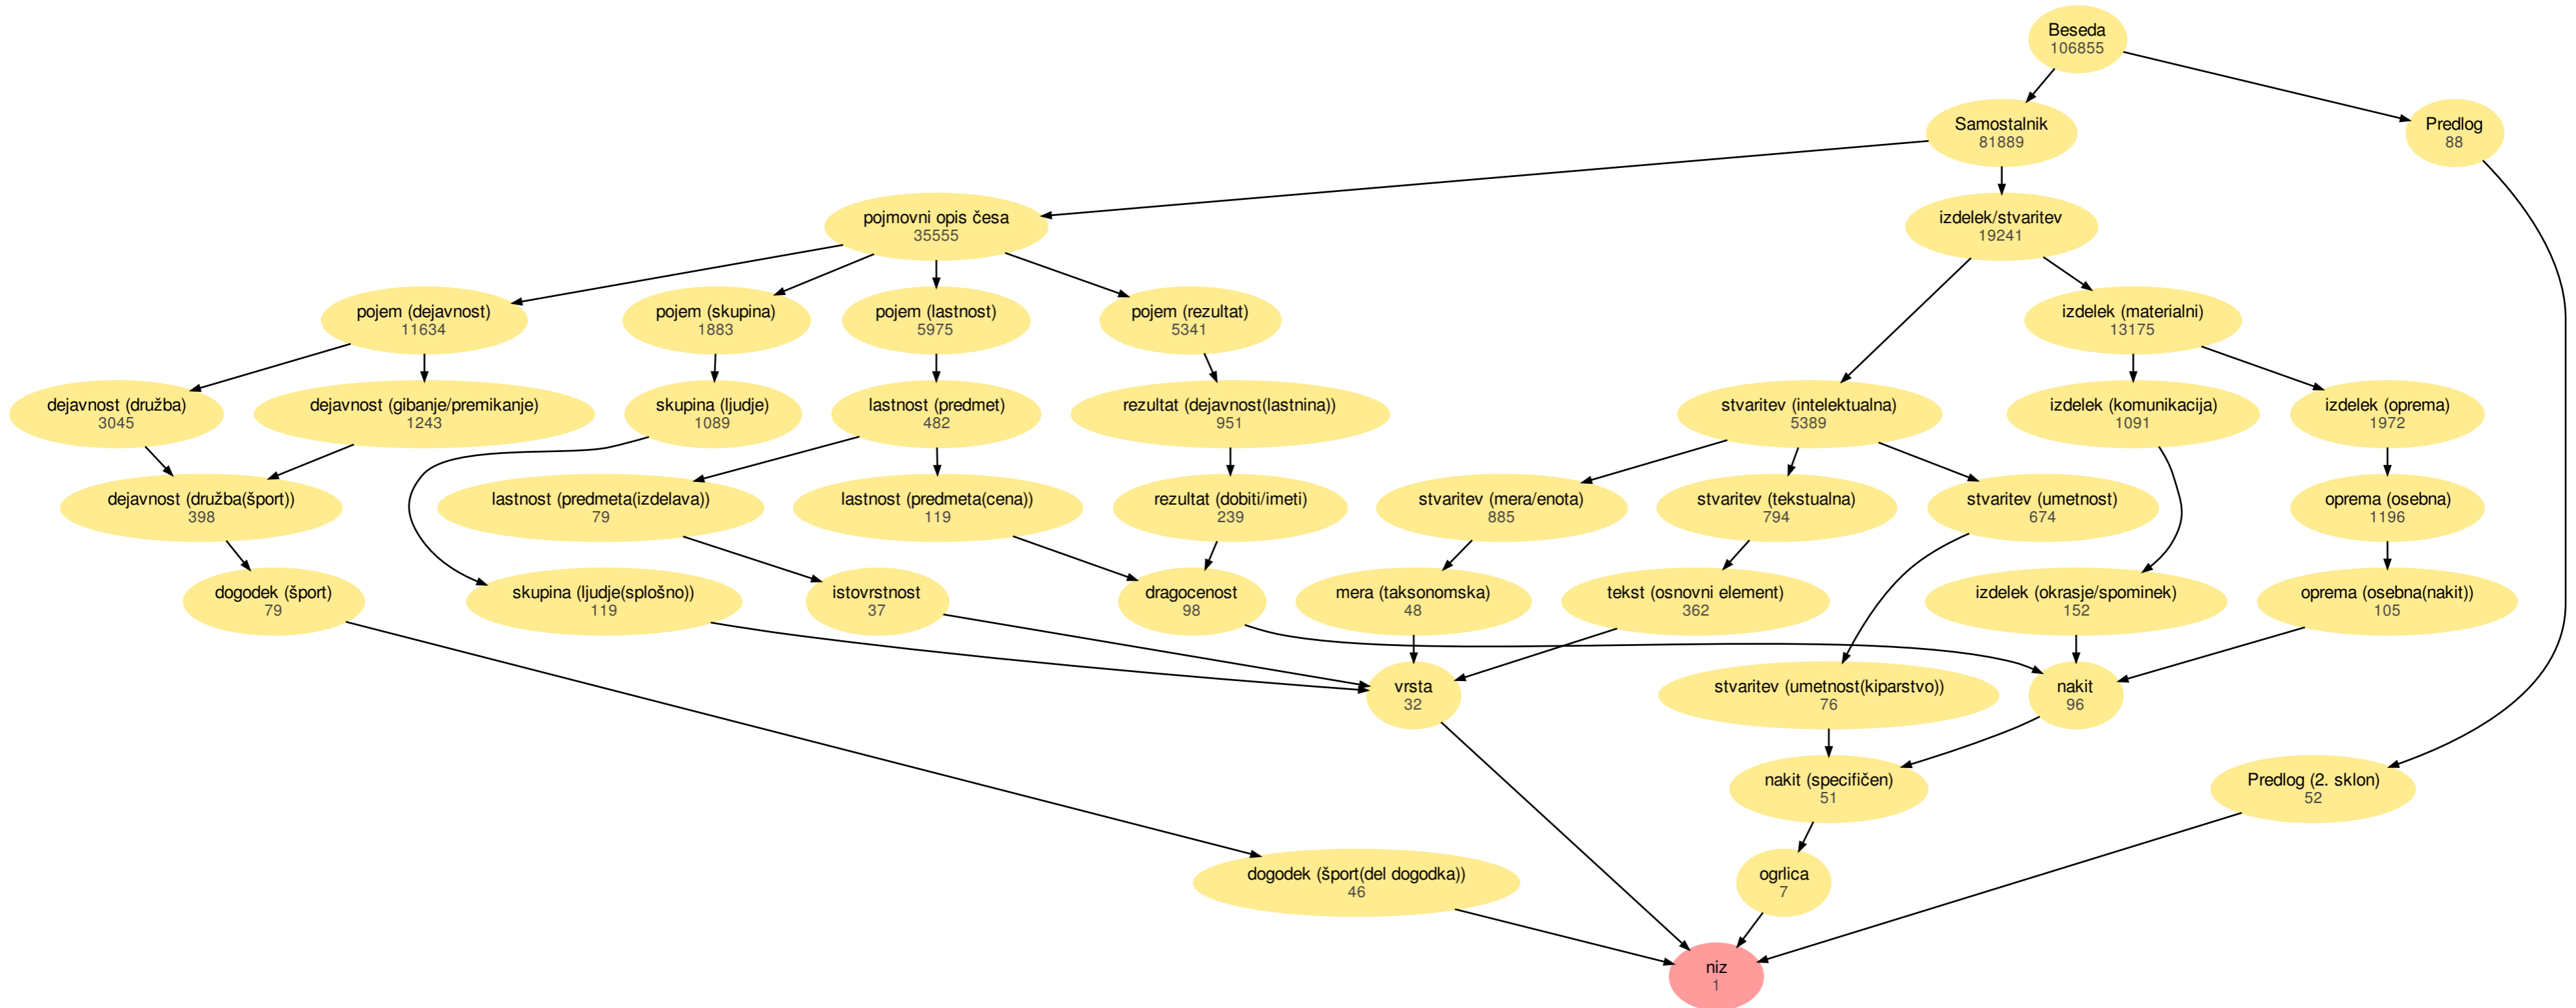 Beseda
106855
Samostalnik
81889
Predlog
88
pojmovni opis česa
35555
izdelek/stvaritev
19241
pojem (dejavnost)
11634
pojem (skupina)
1883
pojem (lastnost)
5975
pojem (rezultat)
5341
izdelek (materialni)
13175
dejavnost (družba)
3045
dejavnost (gibanje/premikanje)
1243
skupina (ljudje)
1089
lastnost (predmet)
482
rezultat (dejavnost(lastnina))
951
stvaritev (intelektualna)
5389
izdelek (komunikacija)
1091
izdelek (oprema)
1972
dejavnost (družba(šport))
398
lastnost (predmeta(izdelava))
79
lastnost (predmeta(cena))
119
rezultat (dobiti/imeti)
239
stvaritev (mera/enota)
885
stvaritev (tekstualna)
794
stvaritev (umetnost)
674
oprema (osebna)
1196
dogodek (šport)
79
skupina (ljudje(splošno))
119
istovrstnost
37
dragocenost
98
mera (taksonomska)
48
tekst (osnovni element)
362
izdelek (okrasje/spominek)
152
oprema (osebna(nakit))
105
vrsta
32
stvaritev (umetnost(kiparstvo))
76
nakit
96
nakit (specifičen)
51
Predlog (2. sklon)
52
dogodek (šport(del dogodka))
46
ogrlica
7
niz
1